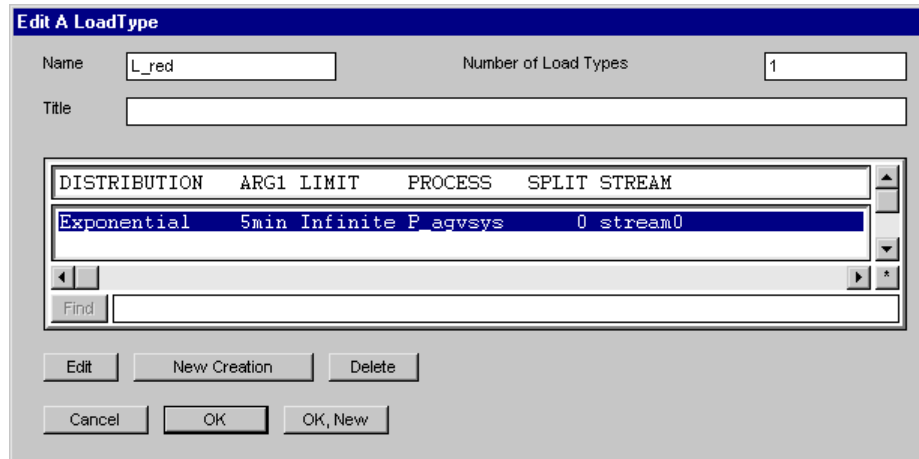 Edit A LoadType
Name L_red Number of Load Types 1
Title
DISTRIBUTION ARG1 LIMIT PROCESS SPLIT STREAM
Exponential 5min Infinite P_agvsys 0 stream0
*
Find
Edit New Creation Delete
Cancel OK OK, New